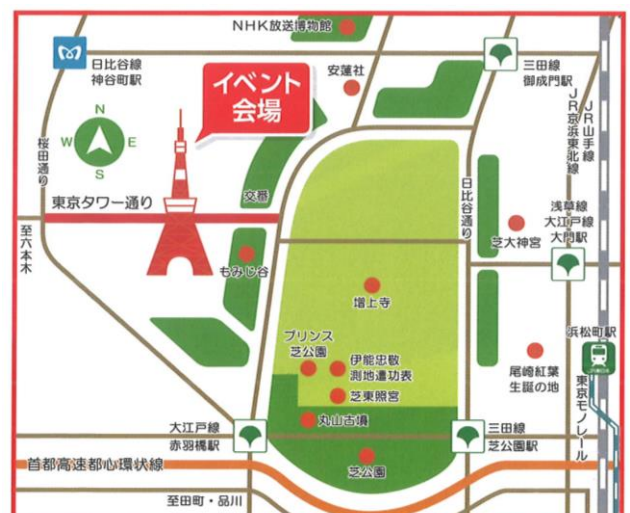 NHK放送博物館
日比谷線
神谷町駅
イベント
会場
安蓮社
三田線
御成門駅
N
W
E
S
桜田通り
JR京浜東北線
JR山手線
東京タワー通り
交番
日比谷通り
浅草線
大江戸線
大門駅
芝大神宮
至六本木
もみじ谷
増上寺
プリンス
芝公園
伊能忠敬
測地遺功表
芝東照宮
丸山古墳
尾崎紅葉
生誕の地
浜松町駅
東京モノレール
大江戸線
赤羽橋駅
三田線
芝公園駅
芝公園
首都高速都心環状線
至田町・品川